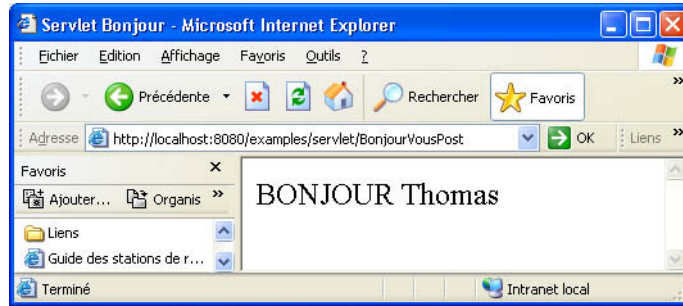 Servlet Bonjour - Microsoft Internet Explorer
Fichier Edition Affichage Favoris Outils ?
Précédente Rechercher Favoris »
Adresse http://localhost:8080/examples/servlet/BonjourVousPost OK Liens »
Favoris ×
Ajouter... Organis »
Liens
Guide des stations de r...
BONJOUR Thomas
Terminé Intranet local